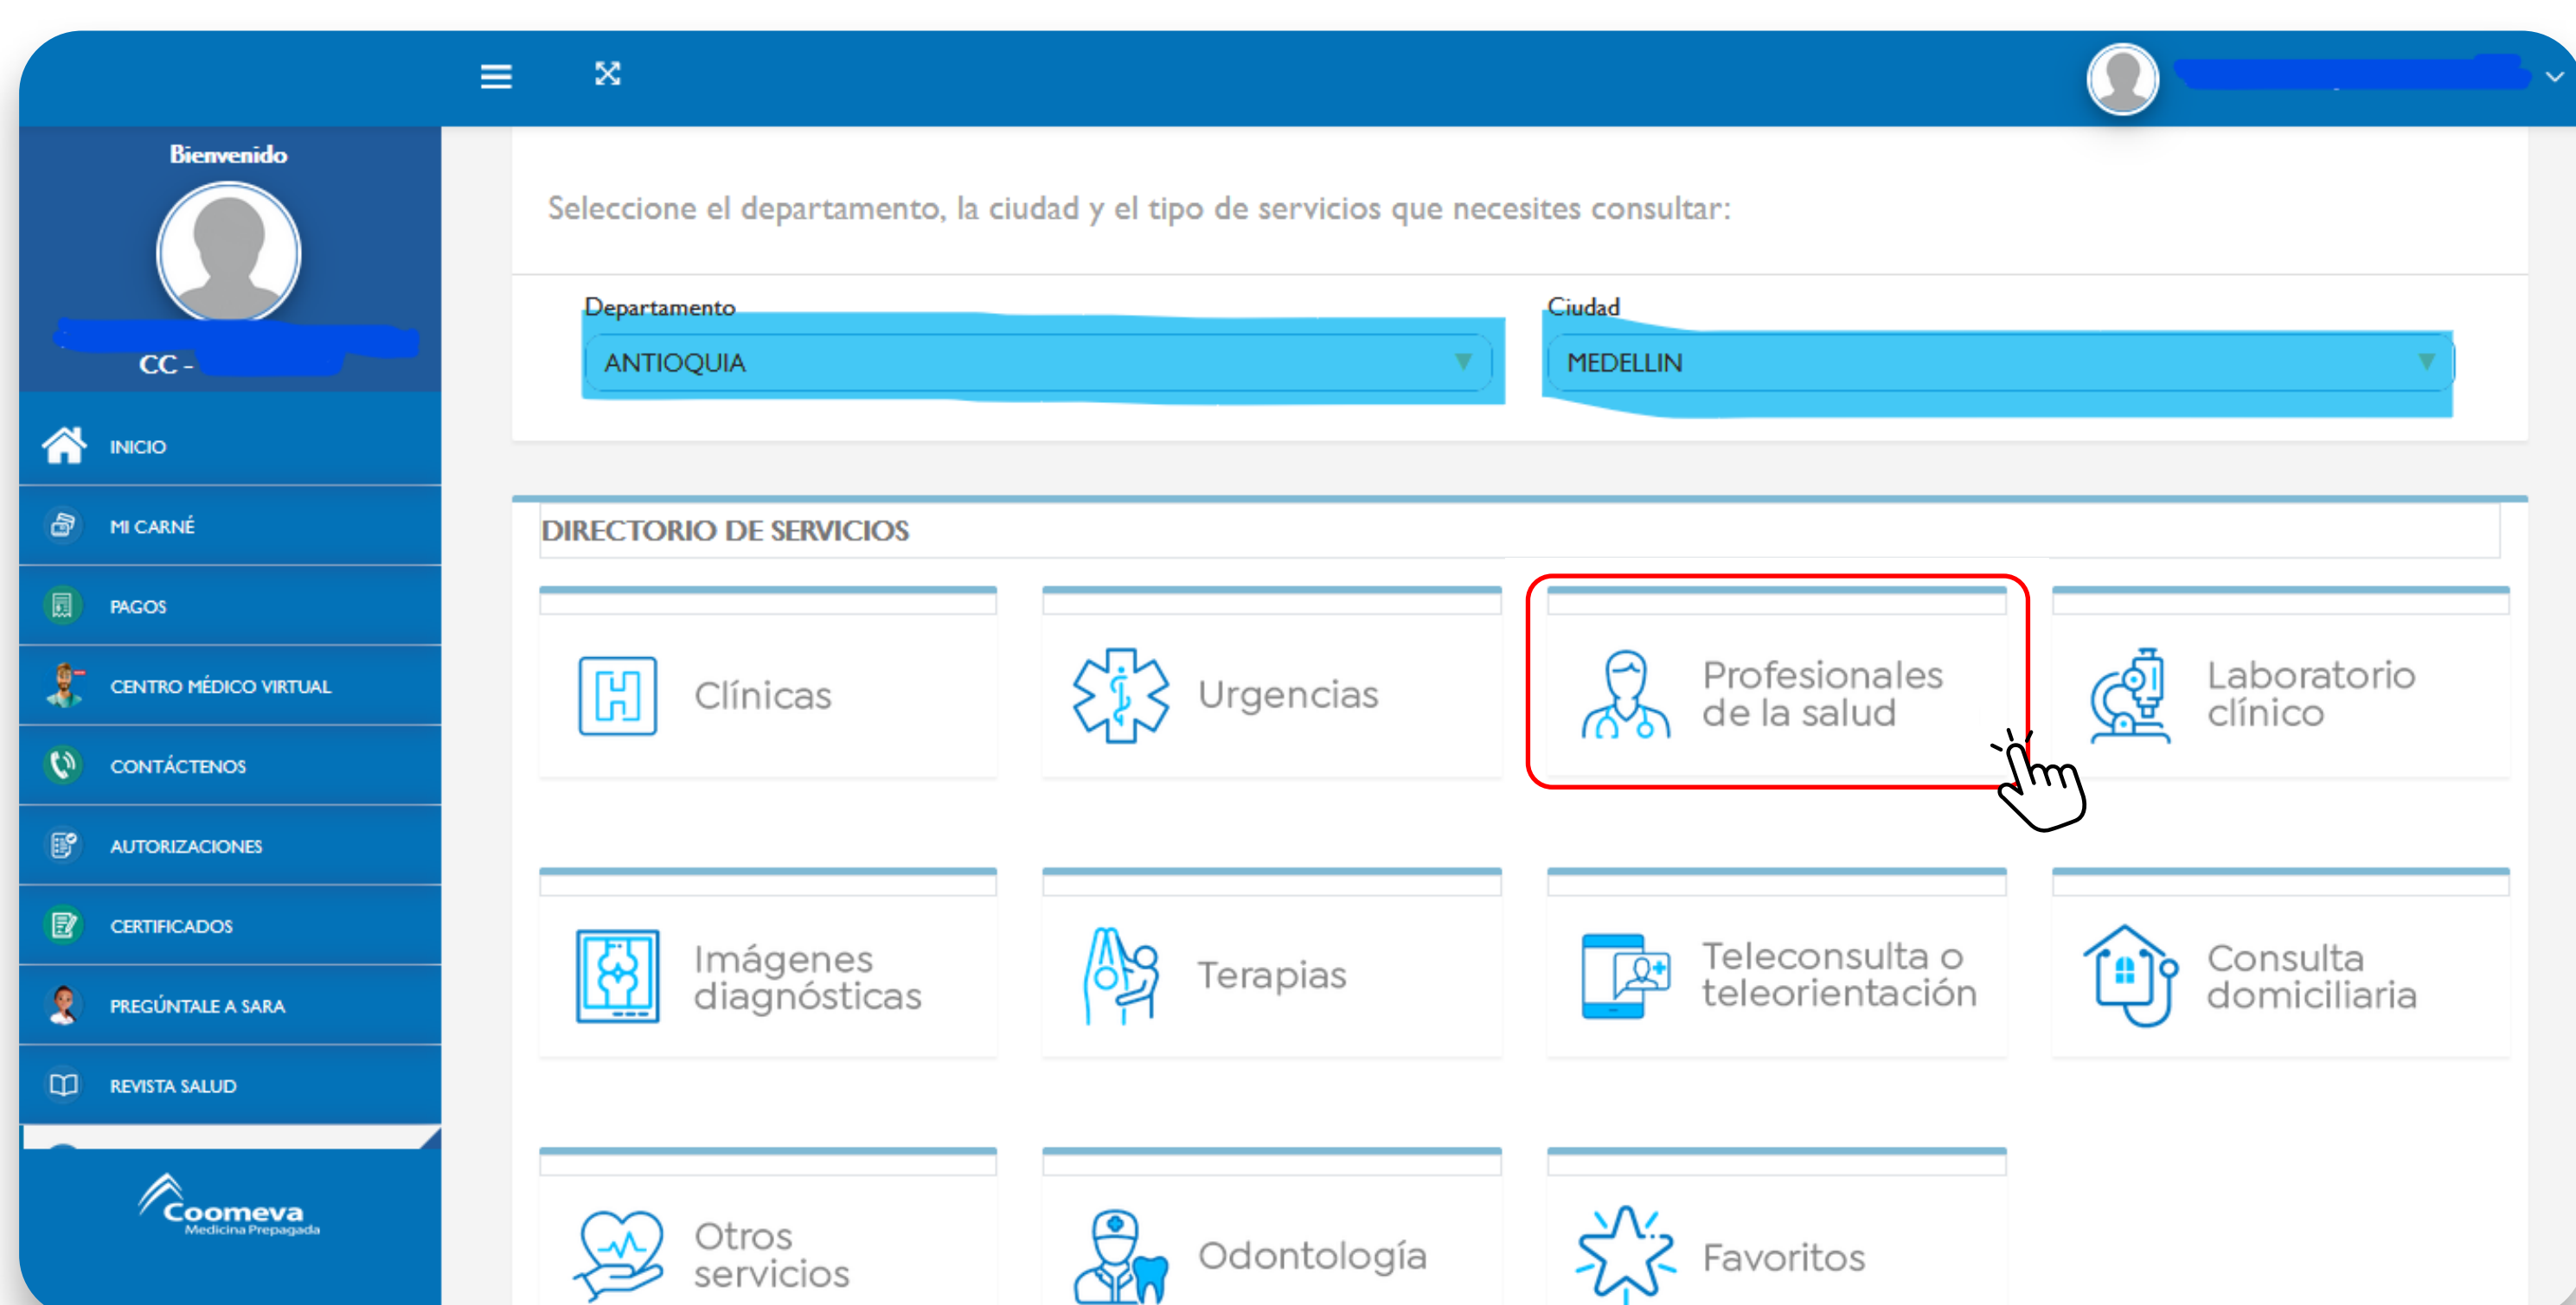 Bienvenido
CC -
INICIO
MI CARNÉ
PAGOS
CENTRO MÉDICO VIRTUAL
CONTÁCTENOS
AUTORIZACIONES
CERTIFICADOS
PREGÚNTALE A SARA
REVISTA SALUD
Coomeva
Medicina Prepagada
Seleccione el departamento, la ciudad y el tipo de servicios que necesites consultar:
Departamento
ANTIOQUIA
Ciudad
MEDELLIN
DIRECTORIO DE SERVICIOS
Clínicas
Urgencias
Profesionales
de la salud
Laboratorio
clínico
Imágenes
diagnósticas
Terapias
Teleconsulta o
teleorientación
Consulta
domiciliaria
Otros
servicios
Odontología
Favoritos